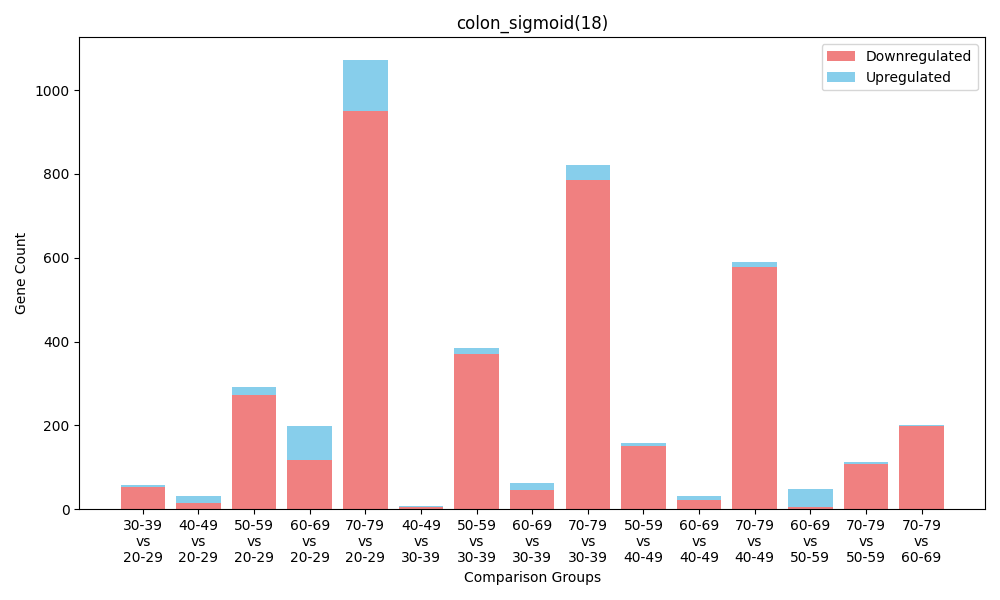 colon_sigmoid(18)
Downregulated
Upregulated
Gene Count
1000
800
600
400
200
0
30-39 vs 20-29
40-49 vs 20-29
50-59 vs 20-29
60-69 vs 20-29
70-79 vs 20-29
40-49 vs 30-39
50-59 vs 30-39
60-69 vs 30-39
70-79 vs 30-39
50-59 vs 40-49
60-69 vs 40-49
70-79 vs 40-49
60-69 vs 50-59
70-79 vs 50-59
70-79 vs 60-69
Comparison Groups